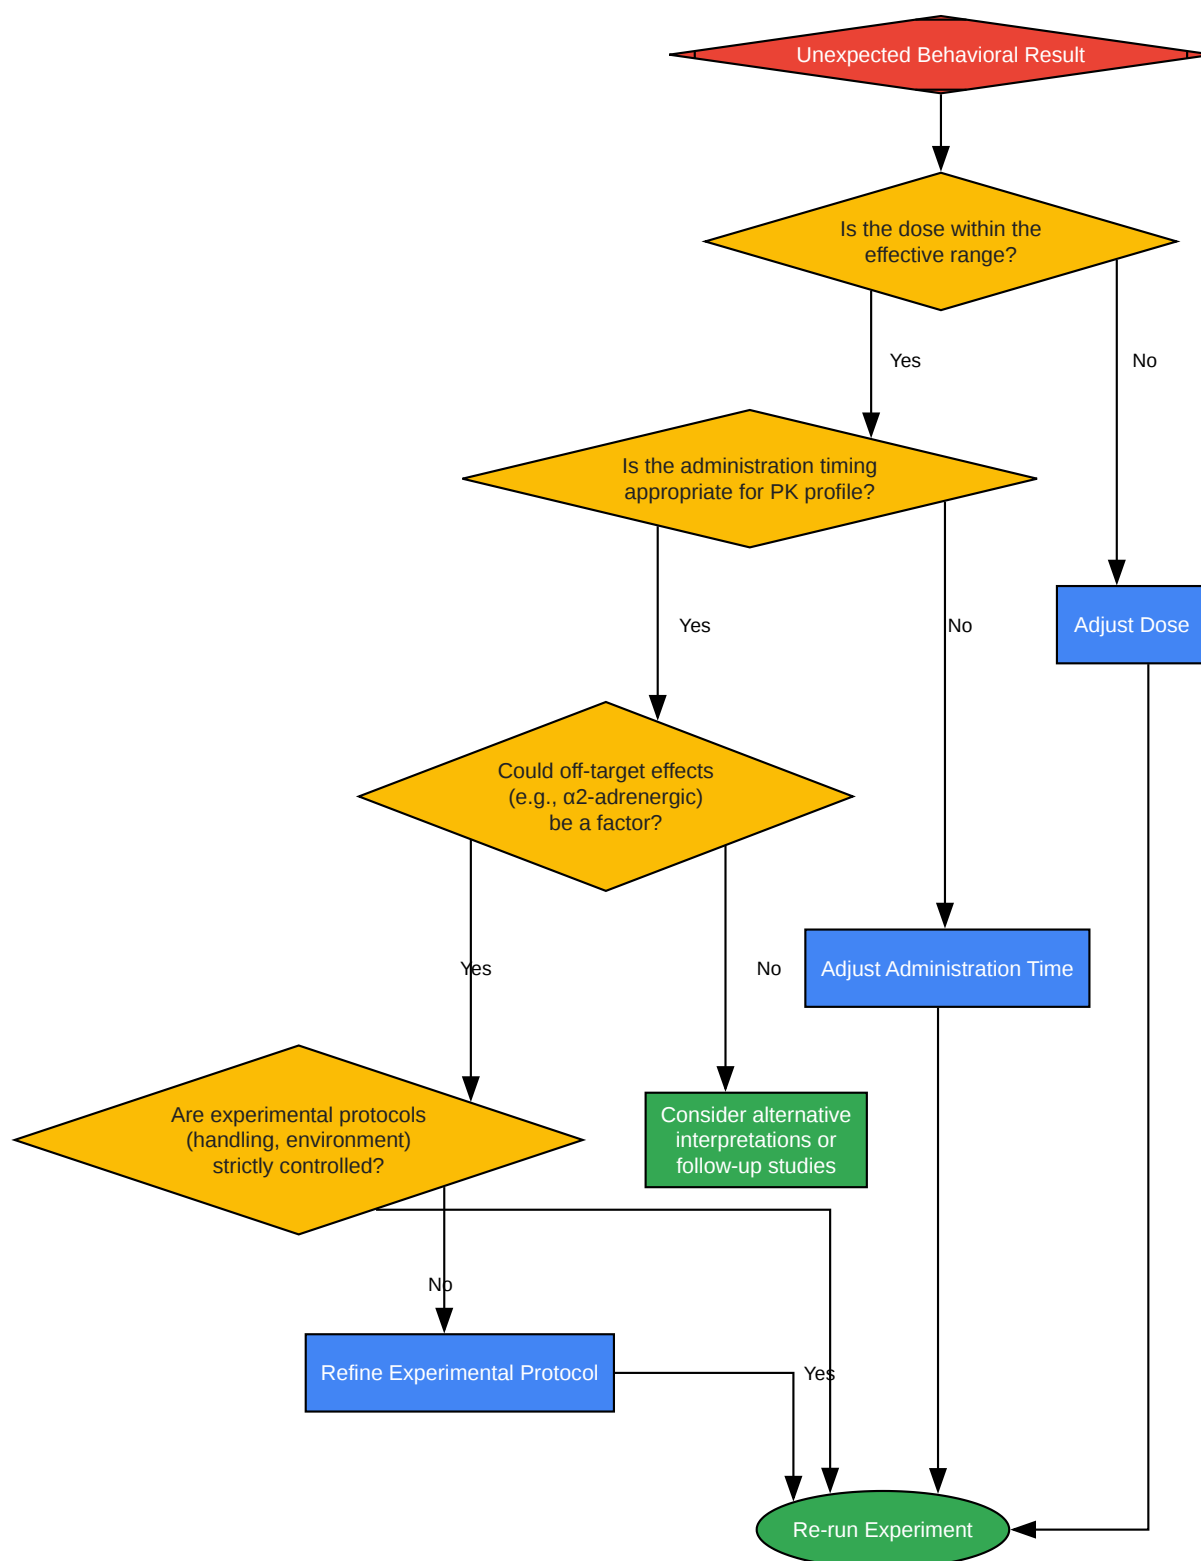 Unexpected Behavioral Result
Is the dose within the
effective range?
Yes
No
Is the administration timing
appropriate for PK profile?
Yes
No
Adjust Dose
Could off-target effects
(e.g., α2-adrenergic)
be a factor?
Yes
No
Adjust Administration Time
Are experimental protocols
(handling, environment)
strictly controlled?
Consider alternative
interpretations or
follow-up studies
No
Refine Experimental Protocol
Yes
Re-run Experiment